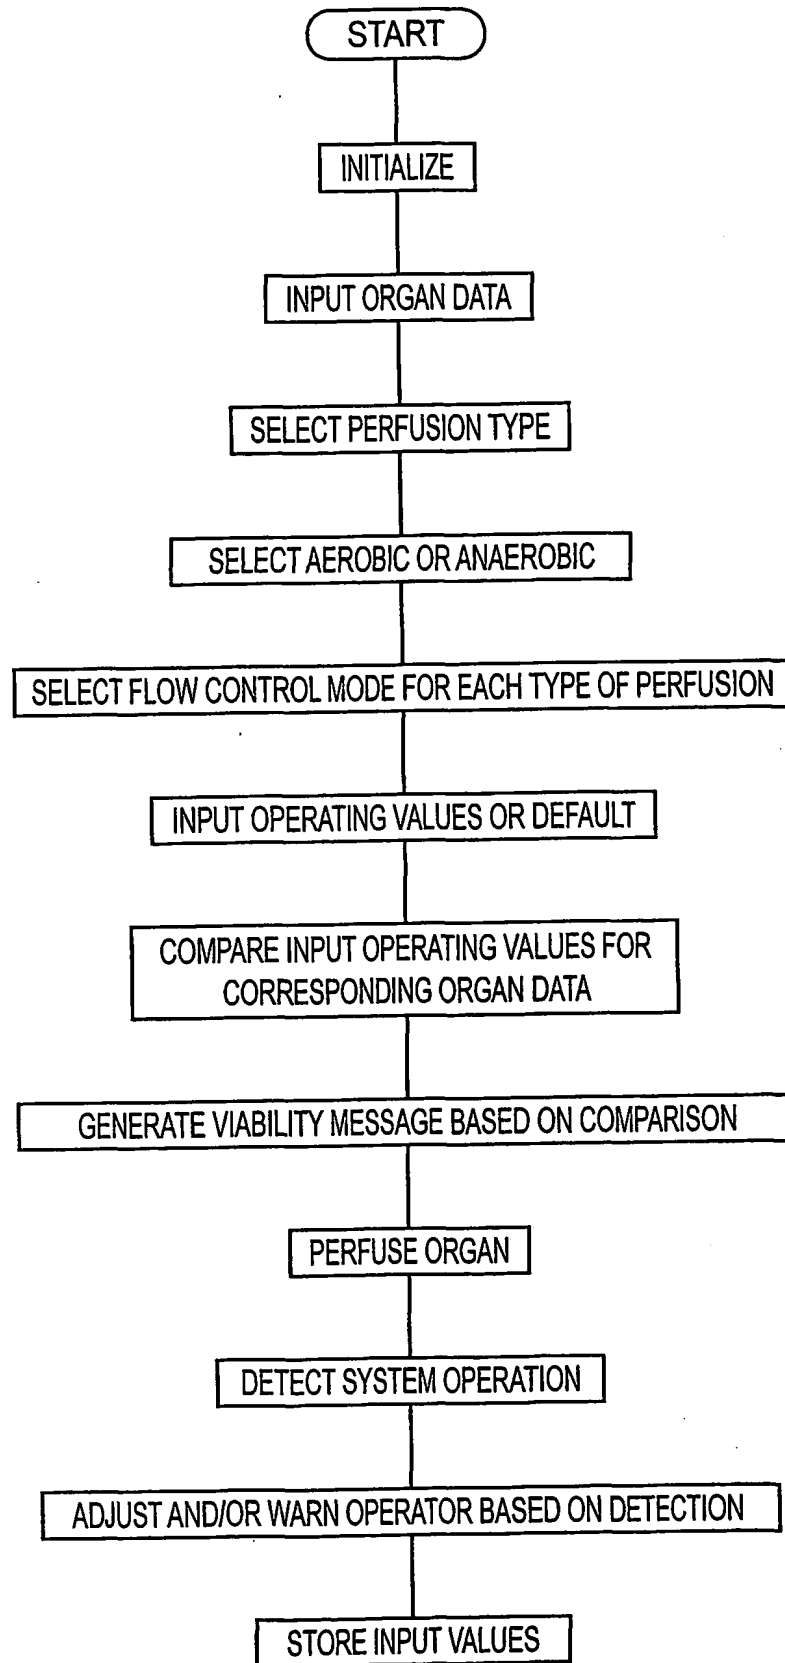 START
INITIALIZE
INPUT ORGAN DATA
SELECT PERFUSION TYPE
SELECT AEROBIC OR ANAEROBIC
SELECT FLOW CONTROL MODE FOR EACH TYPE OF PERFUSION
INPUT OPERATING VALUES OR DEFAULT
COMPARE INPUT OPERATING VALUES FOR
CORRESPONDING ORGAN DATA
GENERATE VIABILITY MESSAGE BASED ON COMPARISON
PERFUSE ORGAN
DETECT SYSTEM OPERATION
ADJUST AND/OR WARN OPERATOR BASED ON DETECTION
STORE INPUT VALUES